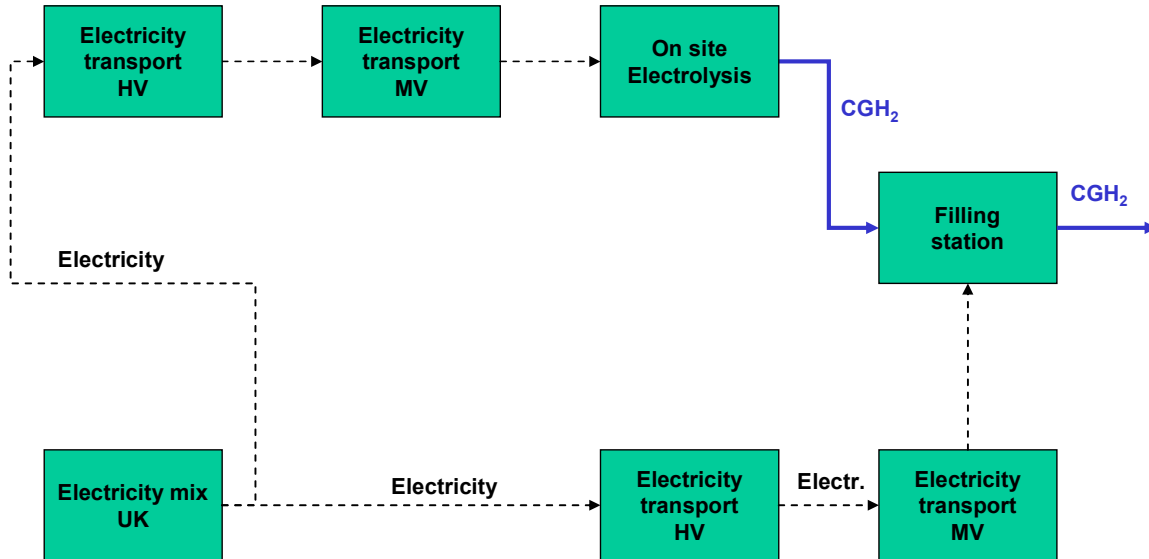 Electricity
transport
HV
Electricity
transport
MV
On site
Electrolysis
CGH₂
CGH₂
Filling
station
Electricity
Electricity mix
UK
Electricity
Electricity
transport
HV
Electr.
Electricity
transport
MV